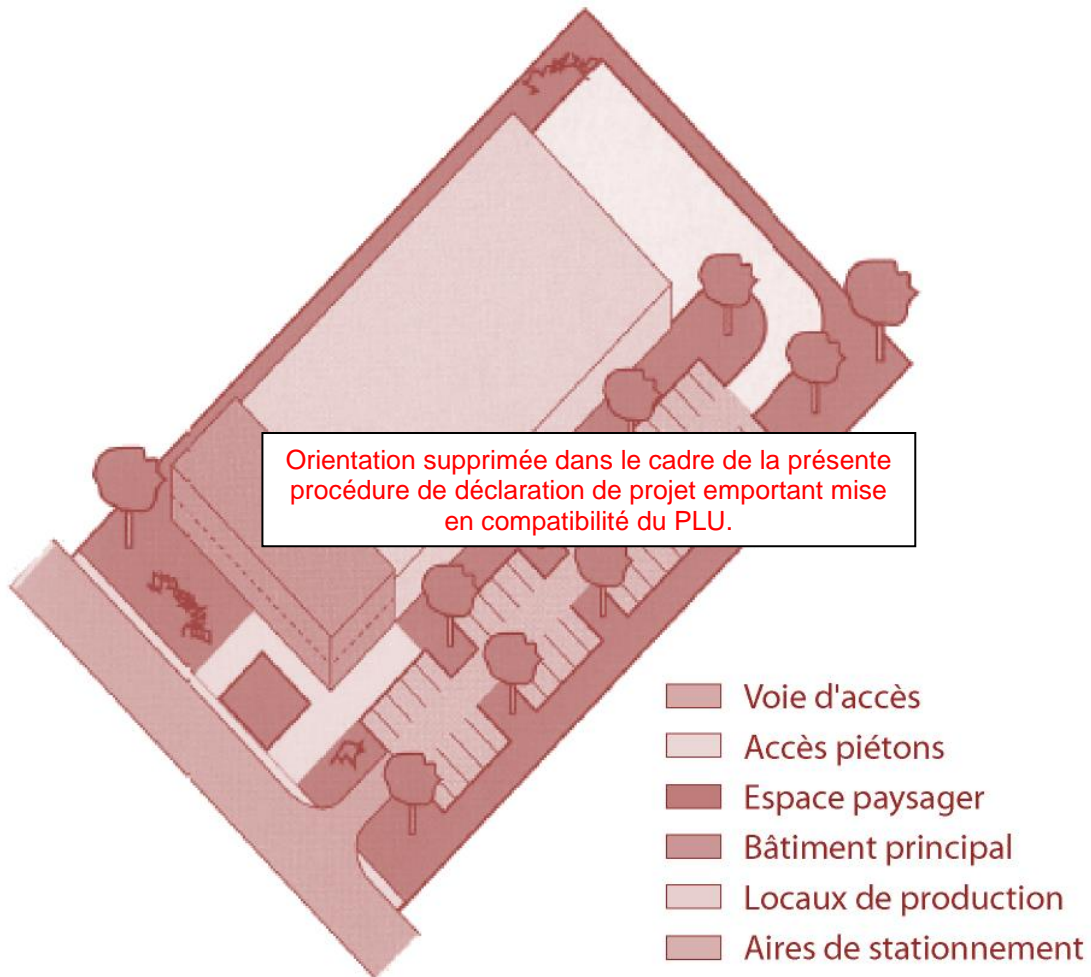 Orientation supprimée dans le cadre de la présente
procédure de déclaration de projet emportant mise
en compatibilité du PLU.
Voie d'accès
Accès piétons
Espace paysager
Bâtiment principal
Locaux de production
Aires de stationnement